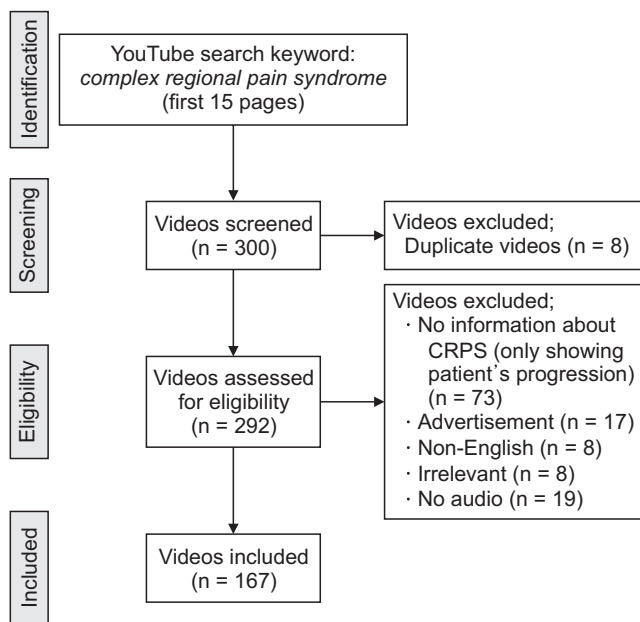 Identification
YouTube search keyword:
complex regional pain syndrome
(first 15 pages)
Screening
Videos screened
(n = 300)
Videos excluded;
Duplicate videos (n = 8)
Eligibility
Videos assessed
for eligibility
(n = 292)
Videos excluded;
· No information about
CRPS (only showing
patient's progression)
(n = 73)
· Advertisement (n = 17)
· Non-English (n = 8)
· Irrelevant (n = 8)
· No audio (n = 19)
Included
Videos included
(n = 167)